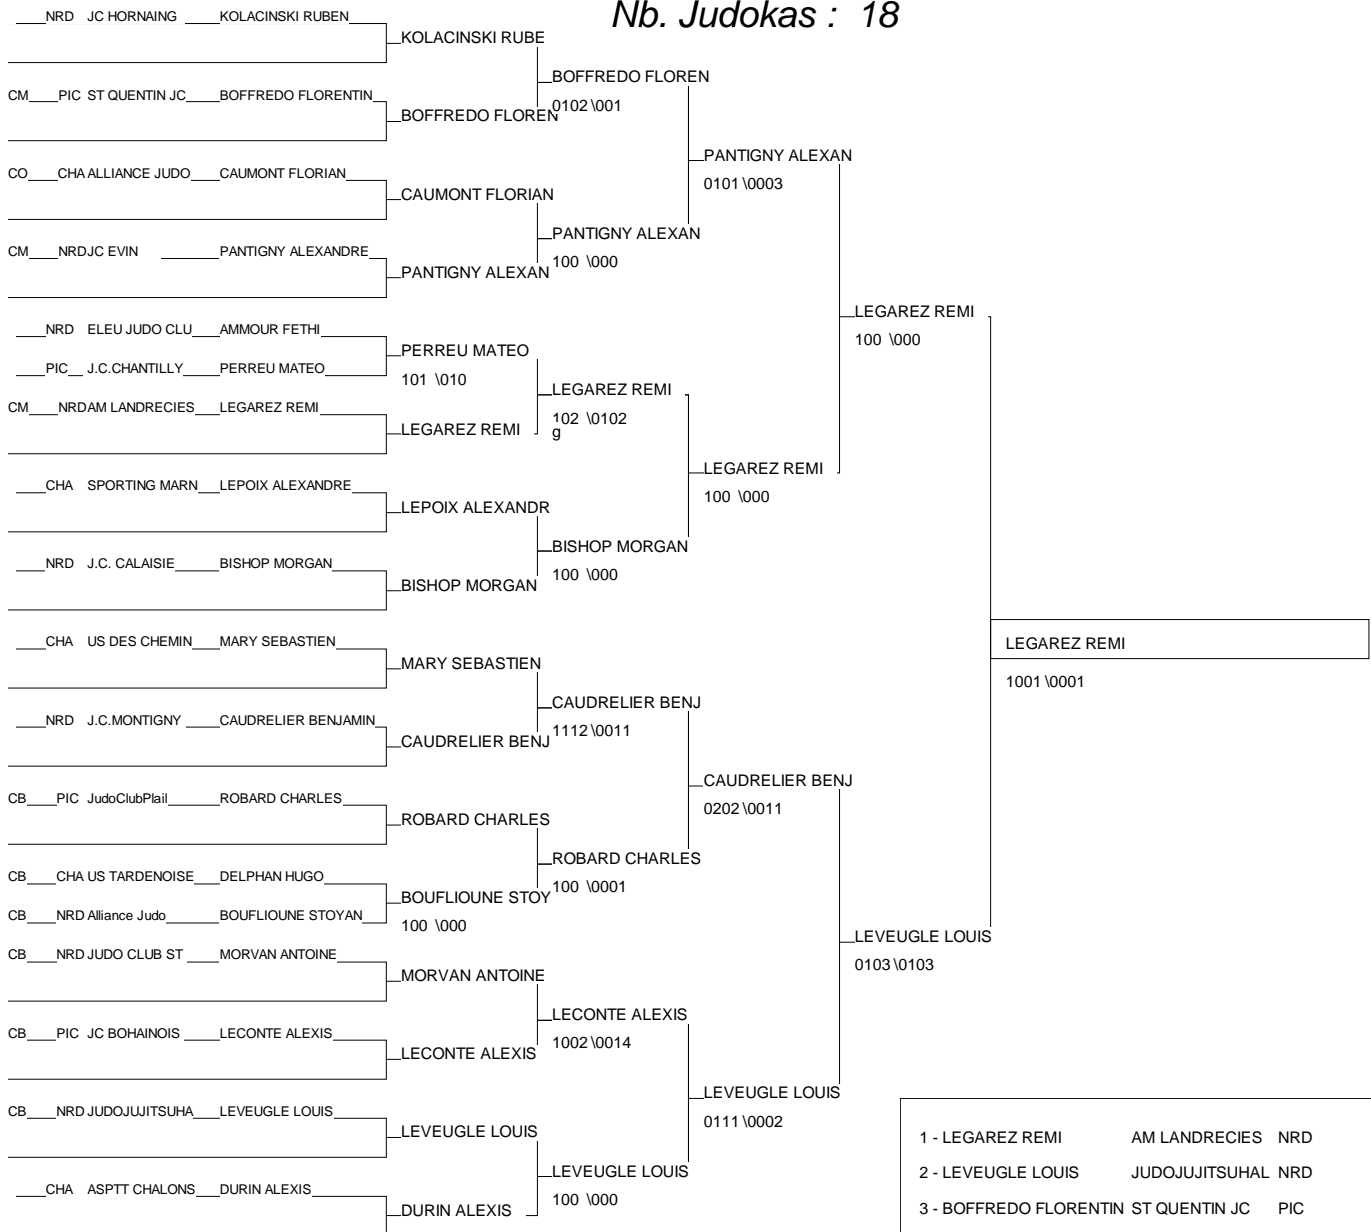 Nb. Judokas : 18
NRD JC HORNAING KOLACINSKI RUBEN
KOLACINSKI RUBE
BOFFREDO FLOREN
0102 \001
CM PIC ST QUENTIN JC BOFFREDO FLORENTIN
BOFFREDO FLOREN
PANTIGNY ALEXAN
0101 \0003
CO CHA ALLIANCE JUDO CAUMONT FLORIAN
CAUMONT FLORIAN
PANTIGNY ALEXAN
100 \000
CM NRD JC EVIN PANTIGNY ALEXANDRE
PANTIGNY ALEXAN
LEGAREZ REMI
100 \000
NRD ELEU JUDO CLU AMMOUR FETHI
PERREU MATEO
101 \010
PIC J.C.CHANTILLY PERREU MATEO
LEGAREZ REMI
102 \0102
g
CM NRD AM LANDRECIES LEGAREZ REMI
LEGAREZ REMI
LEGAREZ REMI
100 \000
CHA SPORTING MARN LEPOIX ALEXANDRE
LEPOIX ALEXANDR
BISHOP MORGAN
100 \000
NRD J.C. CALAISIE BISHOP MORGAN
BISHOP MORGAN
CHA US DES CHEMIN MARY SEBASTIEN
LEGAREZ REMI
1001 \0001
MARY SEBASTIEN
CAUDRELIER BENJ
1112 \0011
NRD J.C.MONTIGNY CAUDRELIER BENJAMIN
CAUDRELIER BENJ
CAUDRELIER BENJ
0202 \0011
CB PIC JudoClubPlail ROBARD CHARLES
ROBARD CHARLES
ROBARD CHARLES
100 \0001
CB CHA US TARDENOISE DELPHAN HUGO
BOUFLIOUNE STOY
100 \000
CB NRD Alliance Judo BOUFLIOUNE STOYAN
LEVEUGLE LOUIS
0103 \0103
CB NRD JUDO CLUB ST MORVAN ANTOINE
MORVAN ANTOINE
LECONTE ALEXIS
1002 \0014
CB PIC JC BOHAINOIS LECONTE ALEXIS
LECONTE ALEXIS
LEVEUGLE LOUIS
0111 \0002
CB NRD JUDOJUJITSUHA LEVEUGLE LOUIS
LEVEUGLE LOUIS
LEVEUGLE LOUIS
100 \000
CHA ASPTT CHALONS DURIN ALEXIS
DURIN ALEXIS
1 - LEGAREZ REMI AM LANDRECIES NRD
2 - LEVEUGLE LOUIS JUDOJUJITSUHAL NRD
3 - BOFFREDO FLORENTIN ST QUENTIN JC PIC